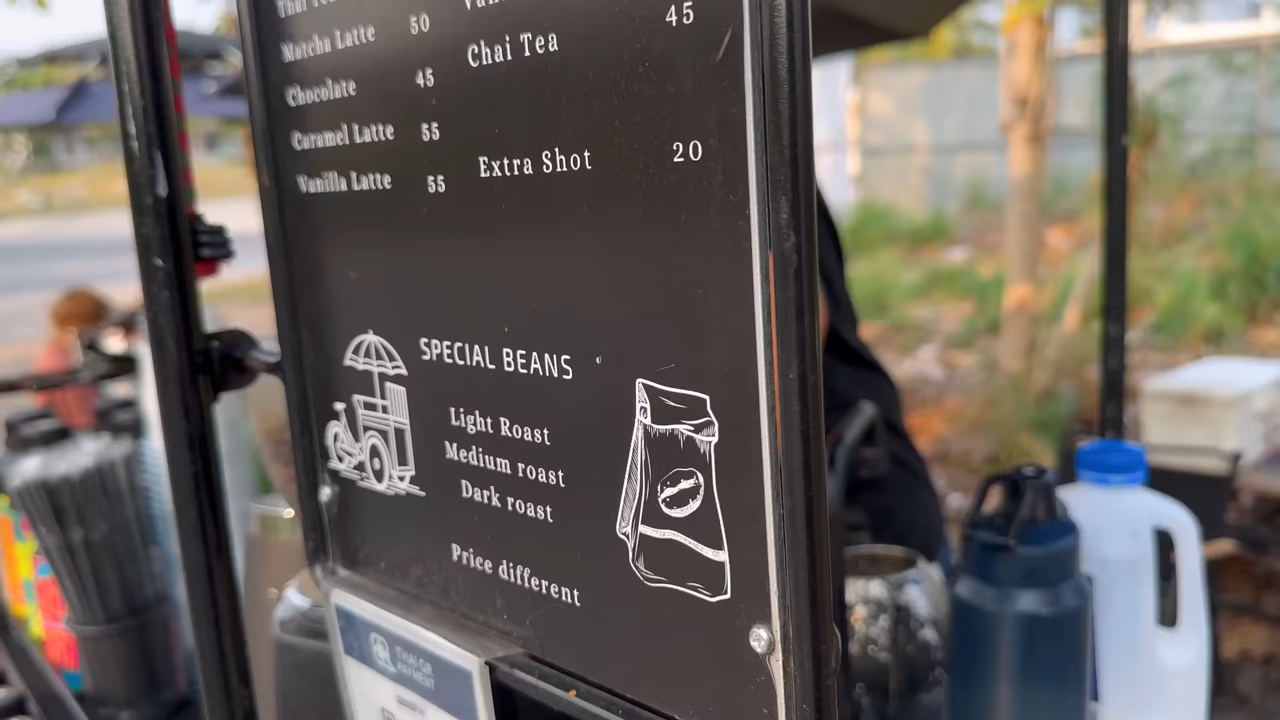 Matcha Latte 50
Chocolate 45
Caramel Latte 55
Vanilla Latte 55
45
Chai Tea
Extra Shot 20
SPECIAL BEANS
Light Roast
Medium roast
Dark roast
Price different
THAI QR
PAYMENT